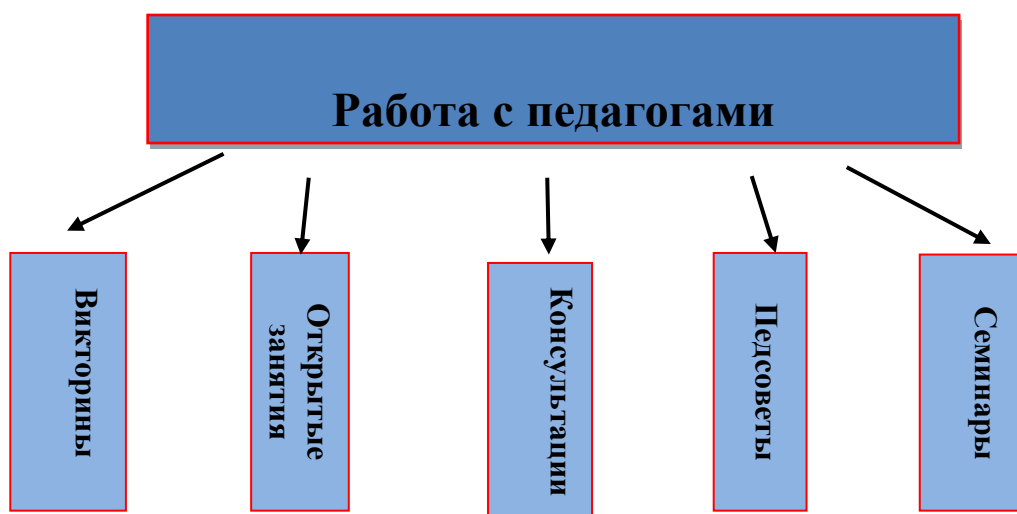 Работа с педагогами
Викторины
Открытые
занятия
Консультации
Педсоветы
Семинары